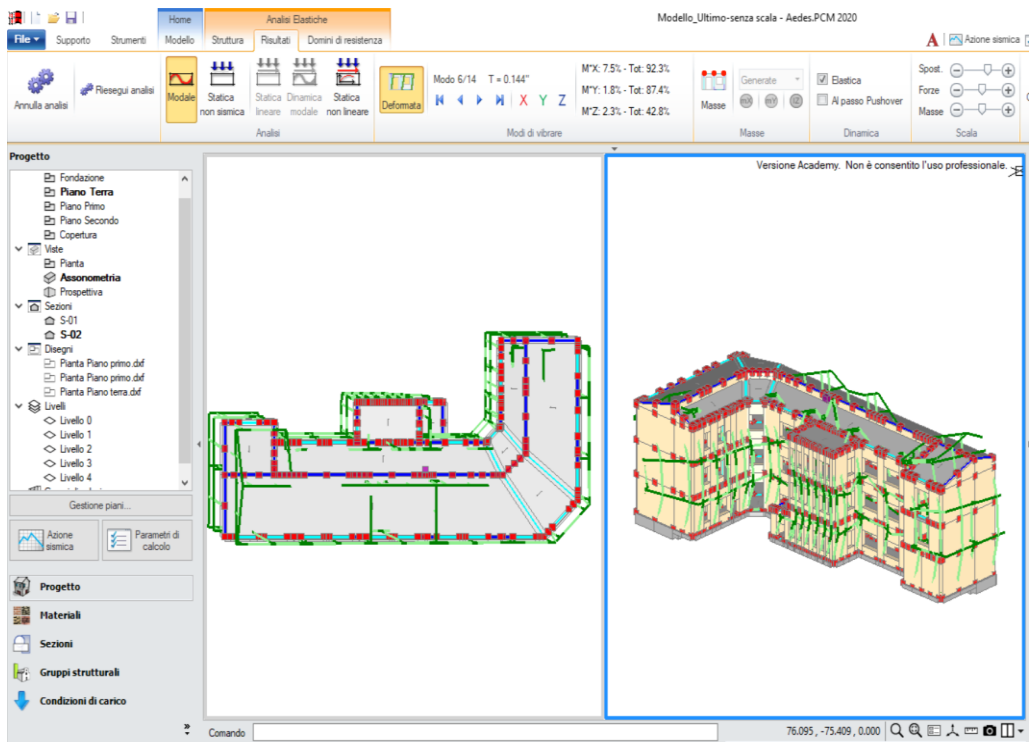 Modello_Ultimo-senza scala - Aedes.PCM 2020
Home
Analisi Elastiche
File
Supporto
Strumenti
Modello
Struttura
Risultati
Domini di resistenza
A
Azione sismica
Annulla analisi
Riesegui analisi
Modale
Statica
non sismica
Statica
lineare
Dinamica
modale
Statica
non lineare
Analisi
Deformata
Modo 6/14 T = 0.144"
X Y Z
M*X: 7.5% - Tot: 92.3%
M*Y: 1.8% - Tot: 87.4%
M*Z: 2.3% - Tot: 42.8%
Modi di vibrare
Masse
Generate
mX
mY
IZ
Masse
Elastica
Al passo Pushover
Dinamica
Spost.
Forze
Masse
Scala
Progetto
Fondazione
Piano Terra
Piano Primo
Piano Secondo
Copertura
Viste
Pianta
Assonometria
Prospettiva
Sezioni
S-01
S-02
Disegni
Pianta Piano primo.dxf
Pianta Piano primo.dxf
Pianta Piano terra.dxf
Livelli
Livello 0
Livello 1
Livello 2
Livello 3
Livello 4
Gestione piani...
Azione
sismica
Parametri di
calcolo
Progetto
Materiali
Sezioni
Gruppi strutturali
Condizioni di carico
Versione Academy. Non è consentito l'uso professionale.
Comando
76.095 , -75.409 , 0.000